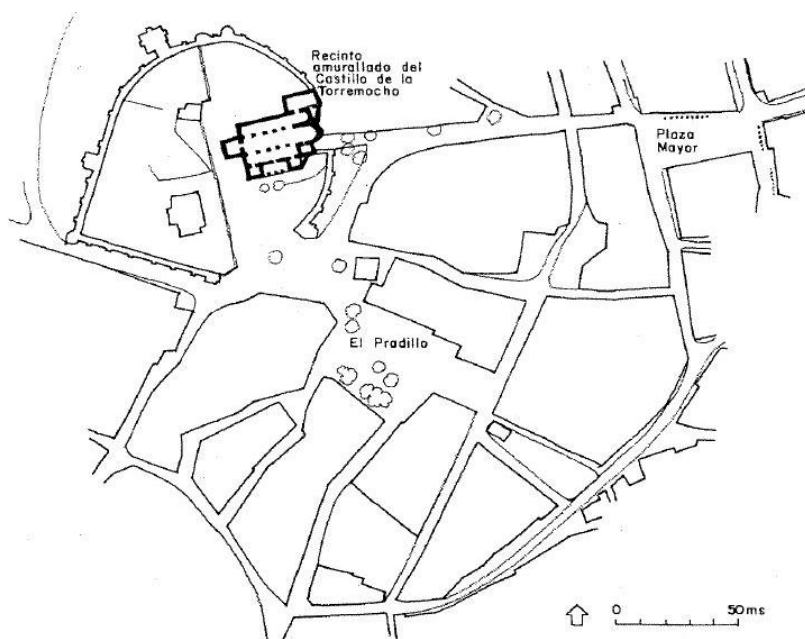 Recinto
amurallado del
Castillo de la
Torremocho
Plaza
Mayor
El Pradillo
0 50ms